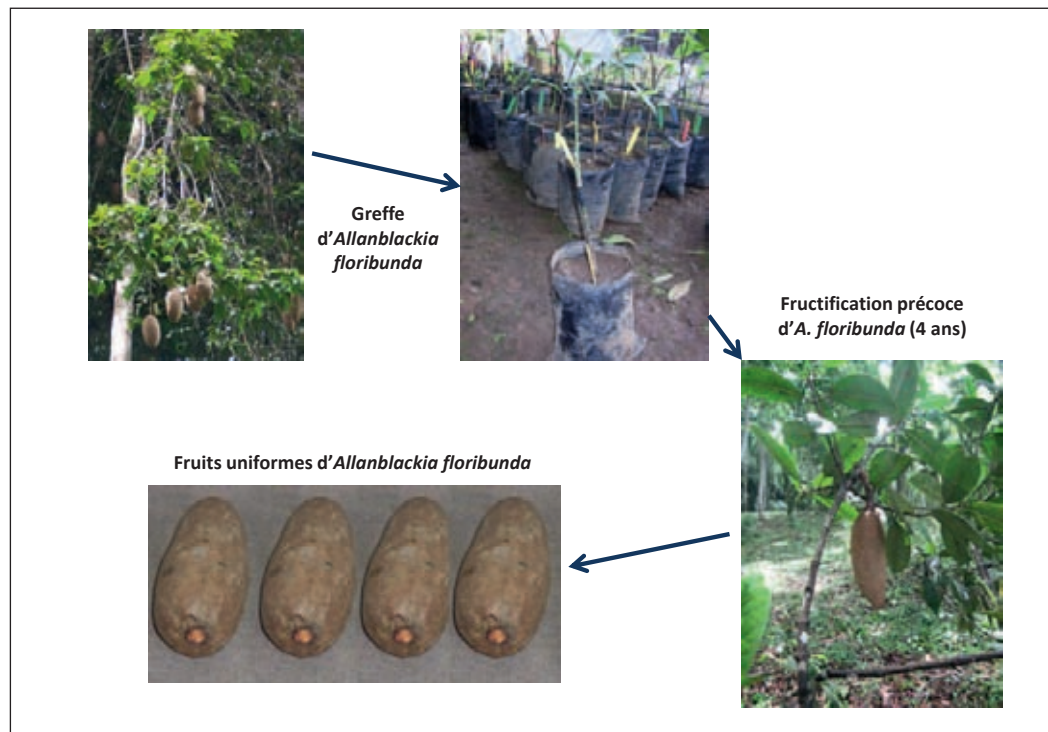 Greffe
d'Allanblackia
floribunda
Fructification précoce
d'A. floribunda (4 ans)
Fruits uniformes d'Allanblackia floribunda